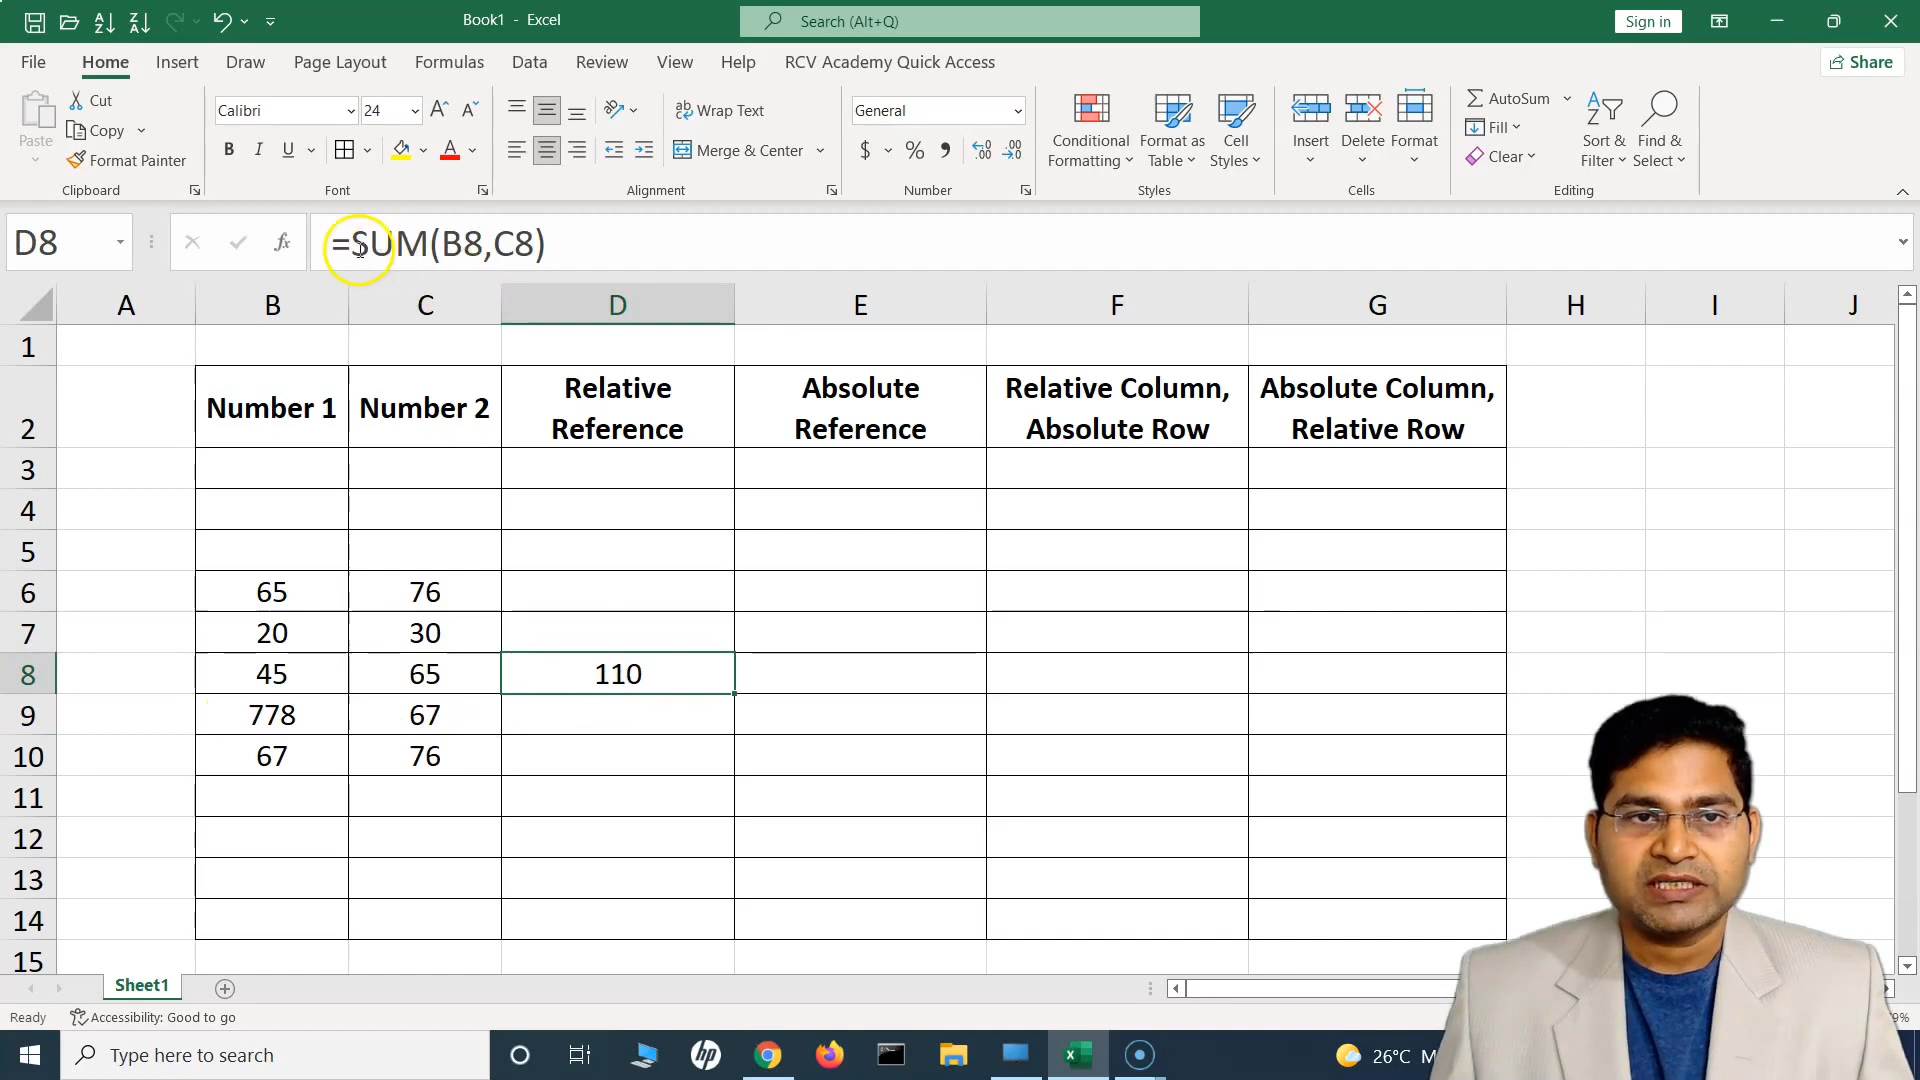 Book1 - Excel
Search (Alt+Q)
Sign in
File Home Insert Draw Page Layout Formulas Data Review View Help RCV Academy Quick Access
Share
Paste
Cut
Copy
Format Painter
Clipboard
Calibri
24
B I U
A
Font
Wrap Text
Merge & Center
Alignment
General
$ % ,
Number
Conditional
Formatting
Format as
Table
Cell
Styles
Styles
Insert
Delete
Format
Cells
AutoSum
Fill
Clear
Sort &
Filter
Find &
Select
Editing
D8
fx
=SUM(B8,C8)
A B C D E F G H I J
1
2
Number 1
Number 2
Relative
Reference
Absolute
Reference
Relative Column,
Absolute Row
Absolute Column,
Relative Row
3
4
5
6 65 76
7 20 30
8 45 65 110
9 778 67
10 67 76
11
12
13
14
15
Sheet1
Ready
Accessibility: Good to go
9%
Type here to search
hp
26°C M